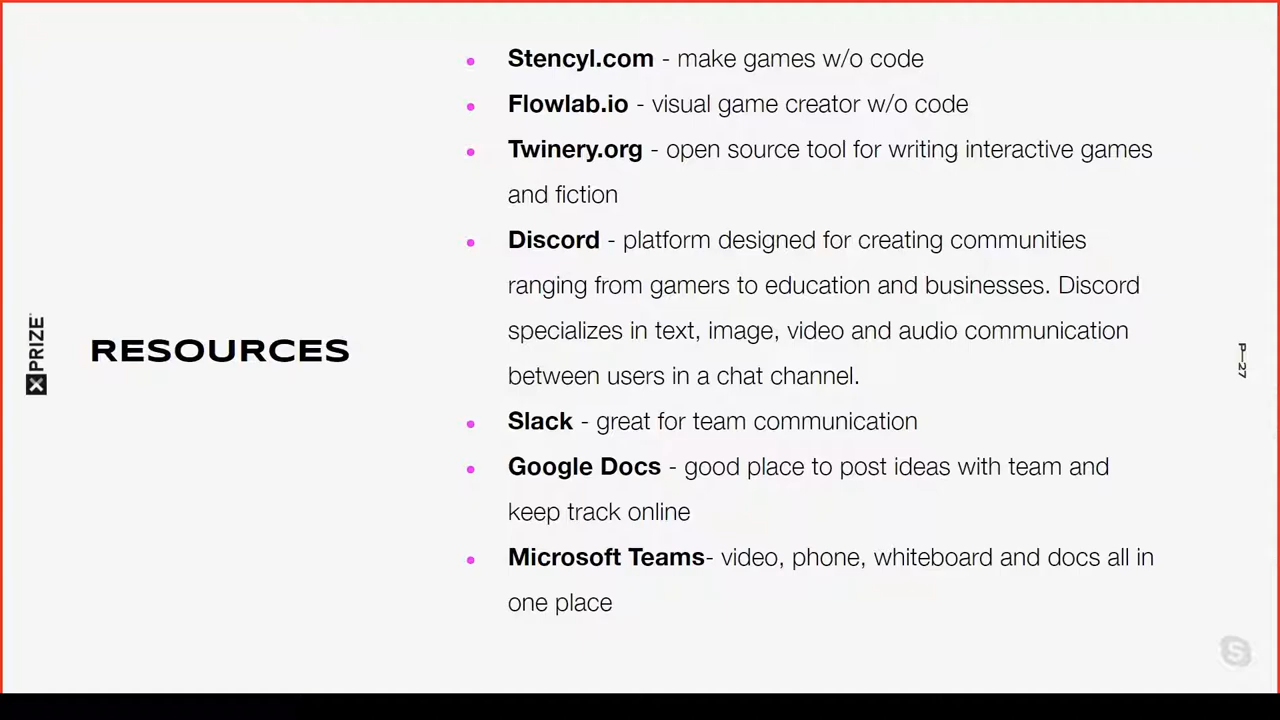 Stencyl.com - make games w/o code
Flowlab.io - visual game creator w/o code
Twinery.org - open source tool for writing interactive games
and fiction
Discord - platform designed for creating communities
ranging from gamers to education and businesses. Discord
specializes in text, image, video and audio communication
between users in a chat channel.
XPRIZE
RESOURCES
P—27
Slack - great for team communication
Google Docs - good place to post ideas with team and
keep track online
Microsoft Teams- video, phone, whiteboard and docs all in
one place